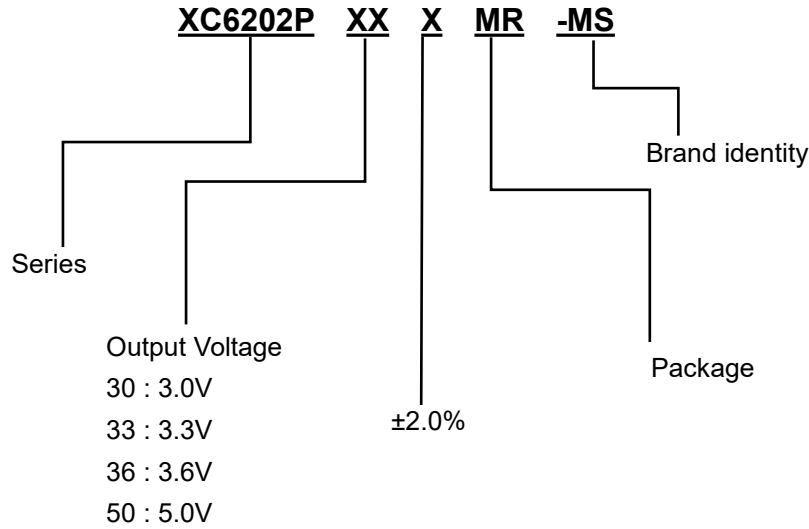 XC6202P XX X MR -MS
Brand identity
Series
Output Voltage
Package
30 : 3.0V
33 : 3.3V
±2.0%
36 : 3.6V
50 : 5.0V